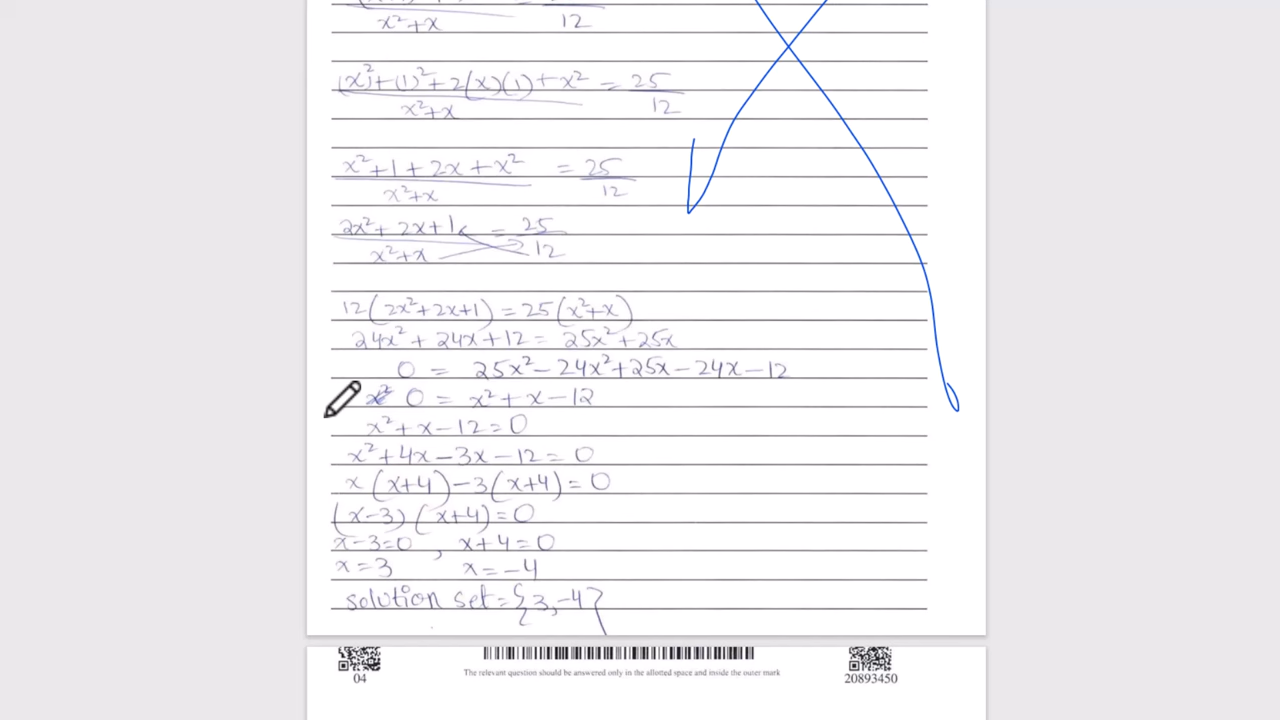 x²+x 12
(x)²+(1)²+2(x)(1)+x² = 25
x²+x 12
x²+1+2x+x² = 25
x²+x 12
2x²+2x+1 = 25
x²+x 12
12(2x²+2x+1) = 25(x²+x)
24x²+24x+12 = 25x²+25x
0 = 25x²-24x²+25x-24x-12
0 = x²+x-12
x²+x-12=0
x²+4x-3x-12=0
x(x+4)-3(x+4)=0
(x-3)(x+4)=0
x-3=0 , x+4=0
x=3 x=-4
solution set={3,-4}
04
The relevant question should be answered only in the allotted space and inside the outer mark
20893450